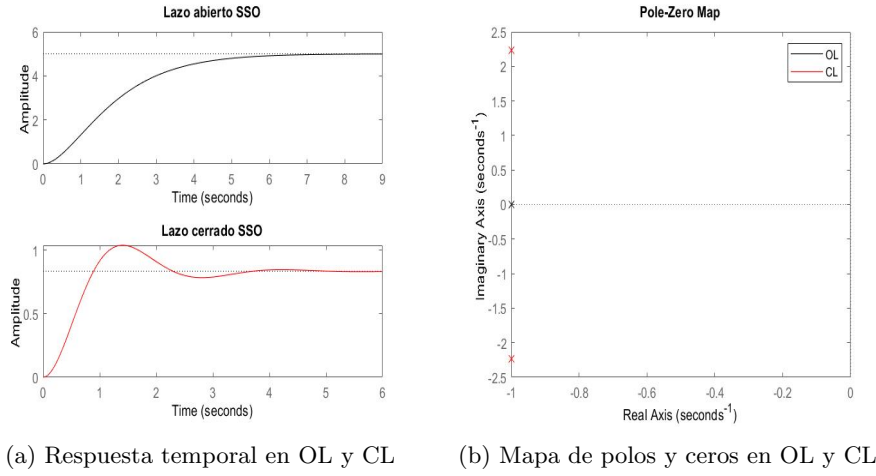 Lazo abierto SSO
6
4
2
0
Amplitude
0 1 2 3 4 5 6 7 8 9
Time (seconds)
Lazo cerrado SSO
1
0.5
0
Amplitude
0 1 2 3 4 5 6
Time (seconds)
(a) Respuesta temporal en OL y CL
Pole-Zero Map
OL
CL
2.5
2
1.5
1
0.5
0
-0.5
-1
-1.5
-2
-2.5
Imaginary Axis (seconds⁻¹)
-1 -0.8 -0.6 -0.4 -0.2 0
Real Axis (seconds⁻¹)
(b) Mapa de polos y ceros en OL y CL